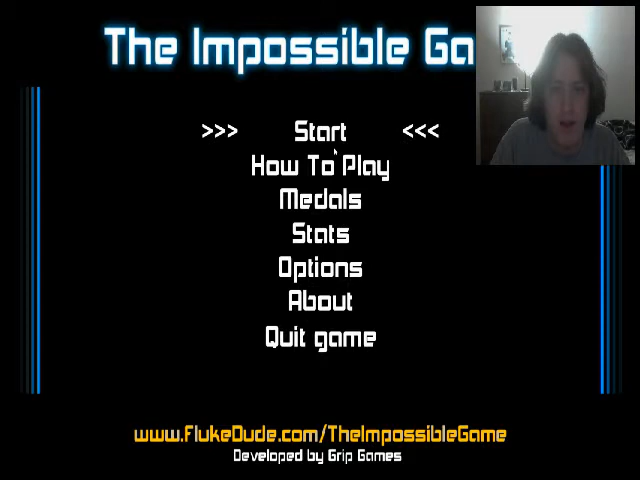 The Impossible Ga
>>> Start <<<
How To Play
Medals
Stats
Options
About
Quit game
www.FlukeDude.com/TheImpossibleGame
Developed by Grip Games